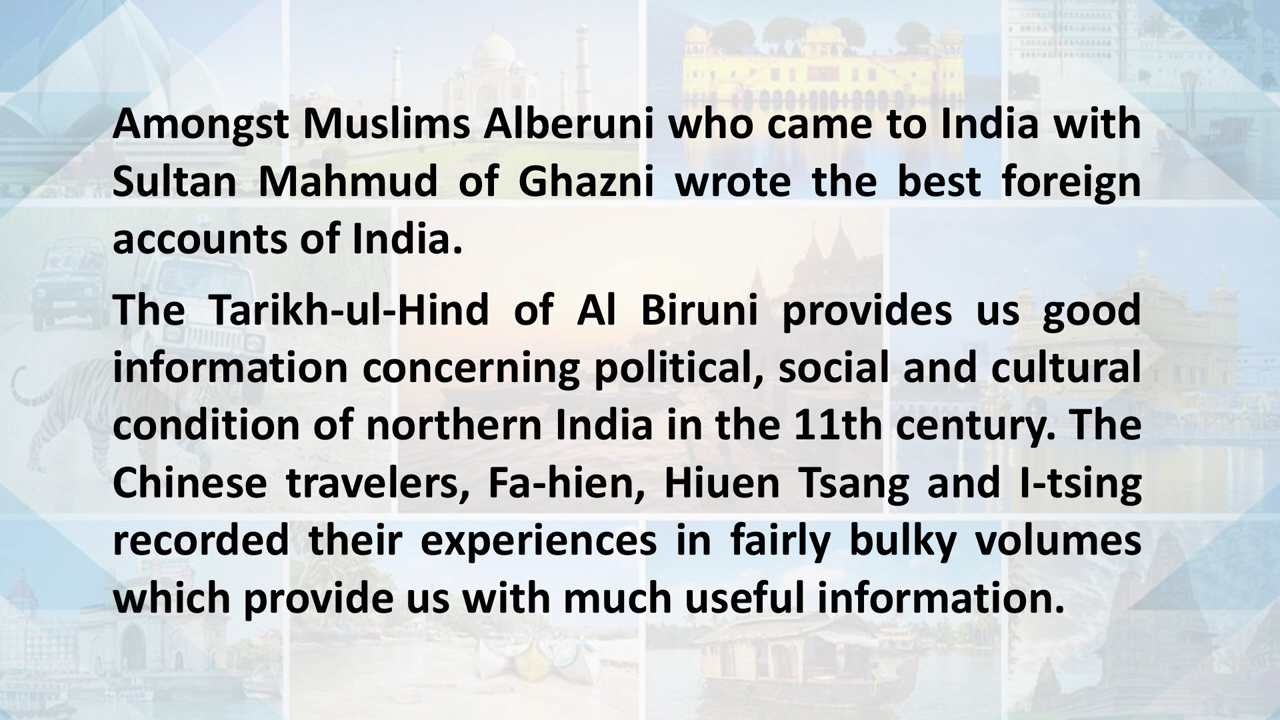 Amongst Muslims Alberuni who came to India with
Sultan Mahmud of Ghazni wrote the best foreign
accounts of India.
The Tarikh-ul-Hind of Al Biruni provides us good
information concerning political, social and cultural
condition of northern India in the 11th century. The
Chinese travelers, Fa-hien, Hiuen Tsang and I-tsing
recorded their experiences in fairly bulky volumes
which provide us with much useful information.